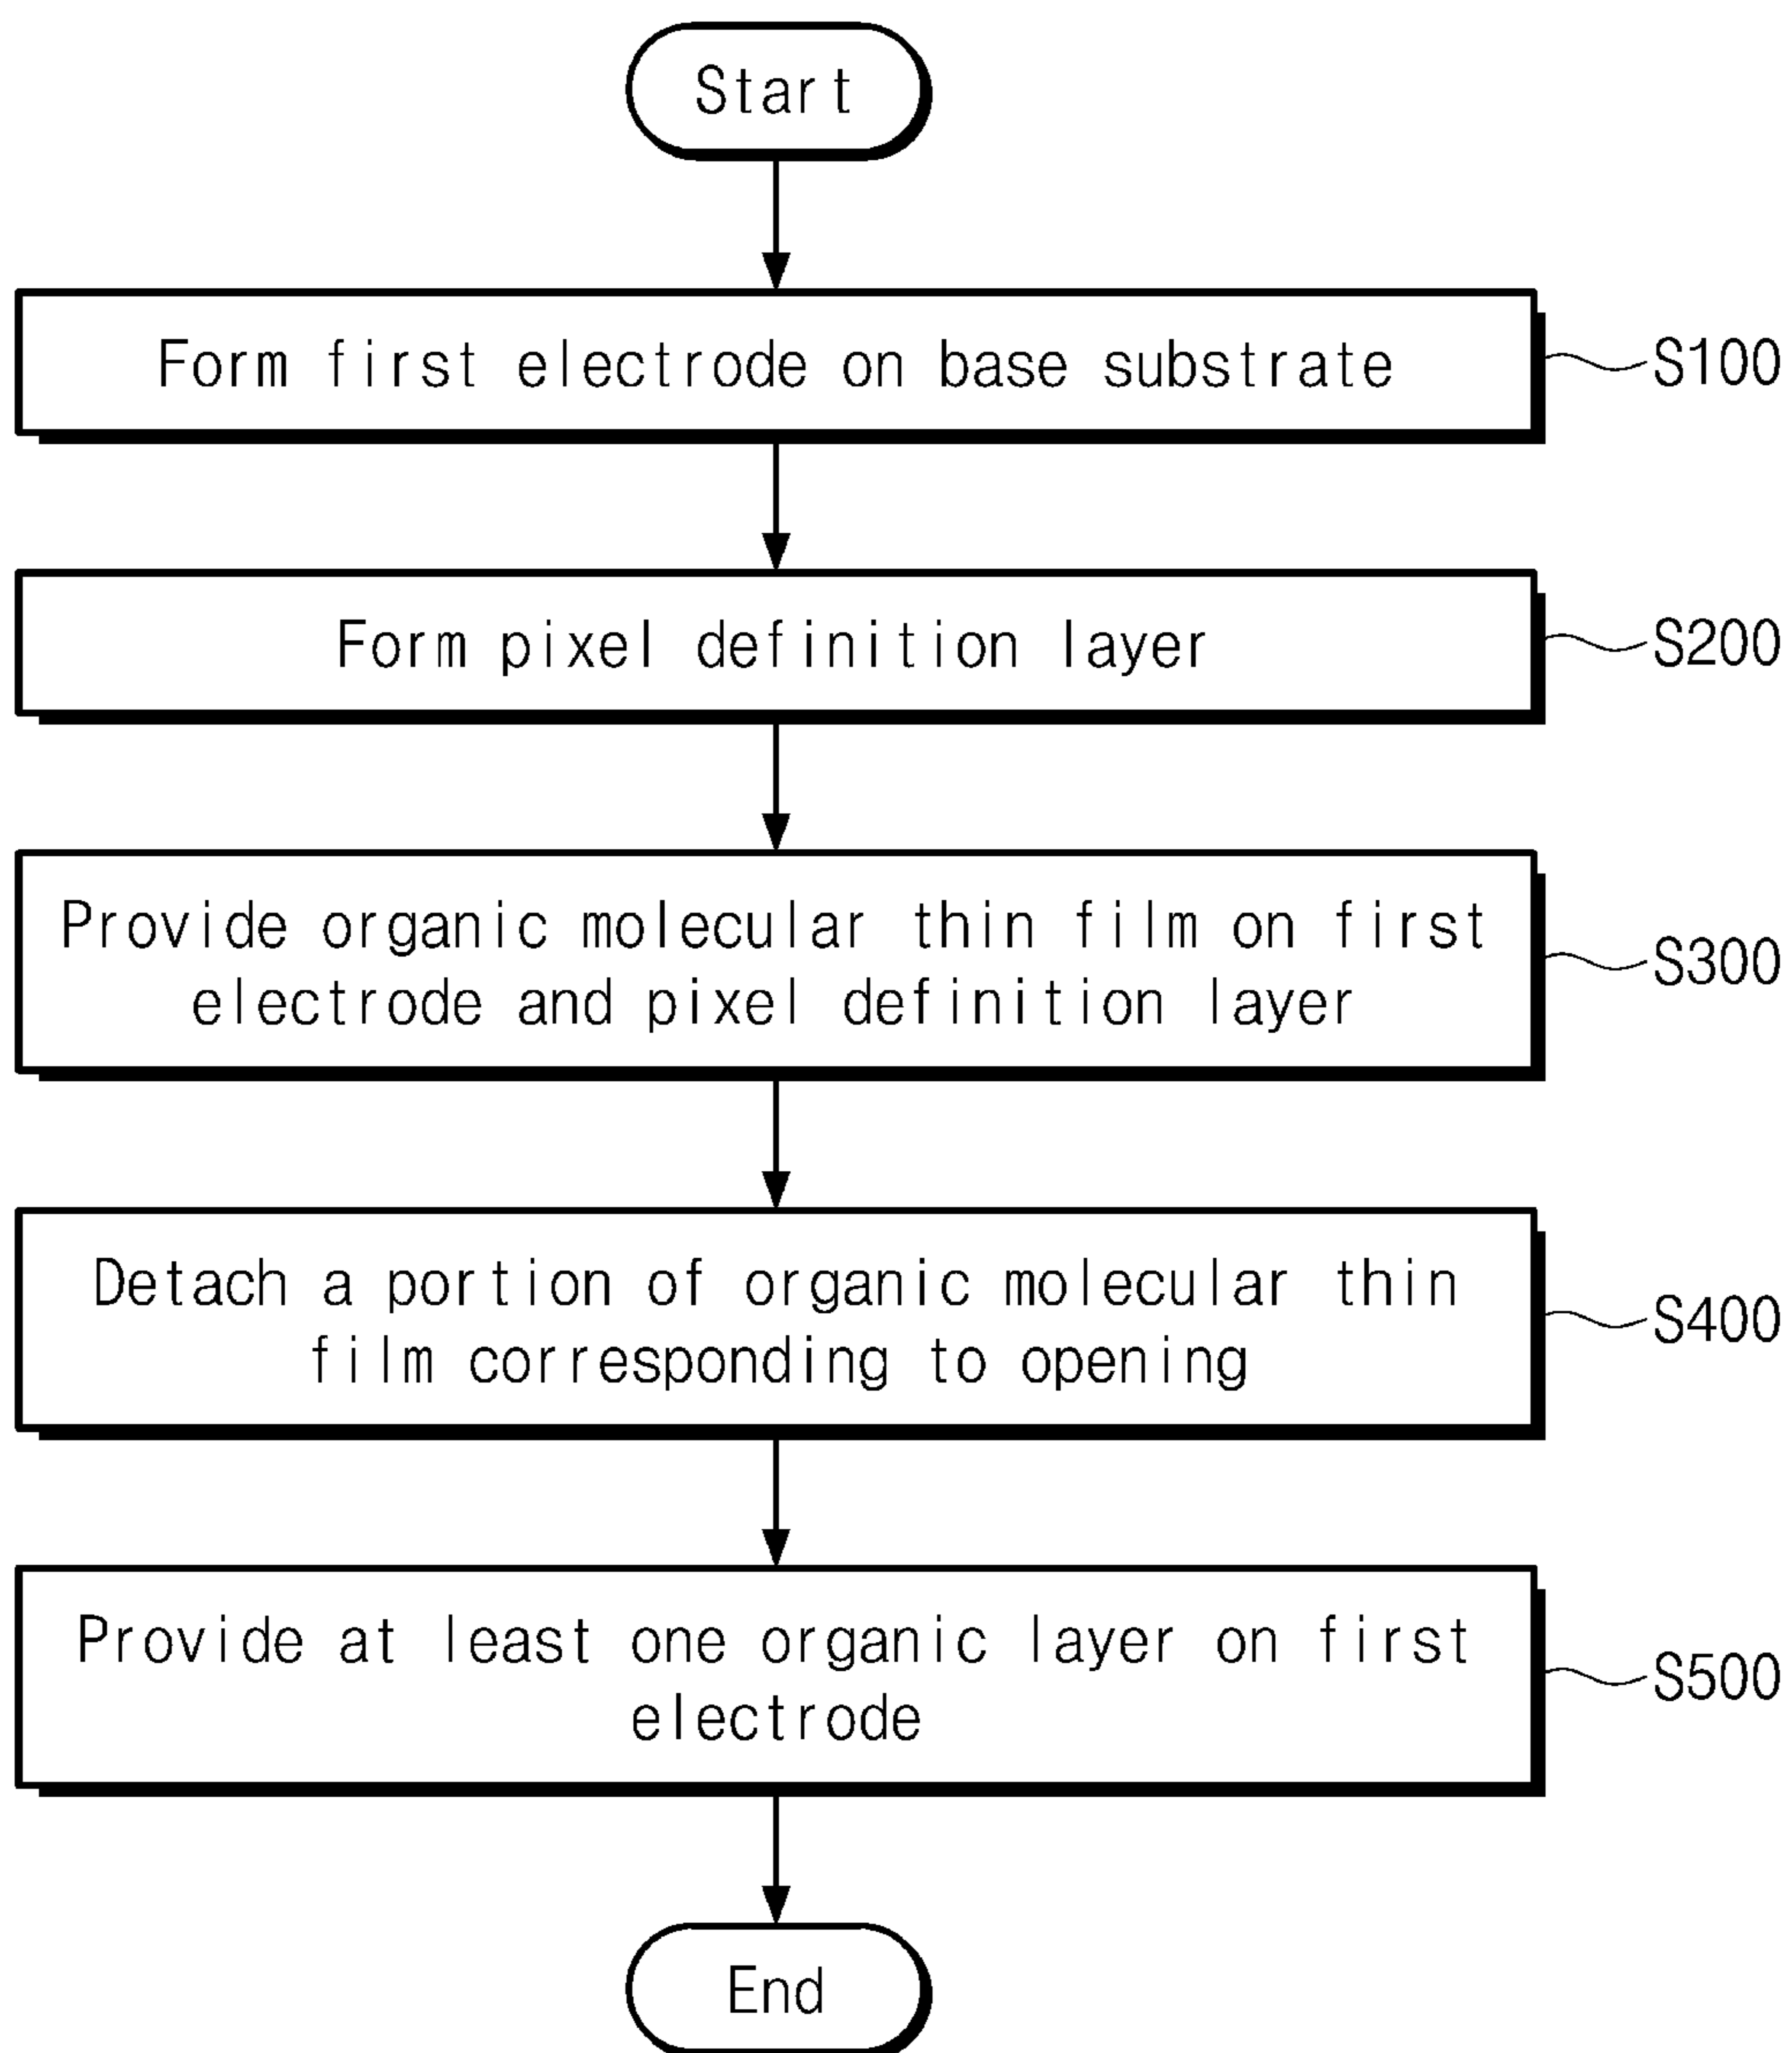 Start
Form first electrode on base substrate
S100
Form pixel definition layer
S200
Provide organic molecular thin film on first
electrode and pixel definition layer
S300
Detach a portion of organic molecular thin
film corresponding to opening
S400
Provide at least one organic layer on first
electrode
S500
End